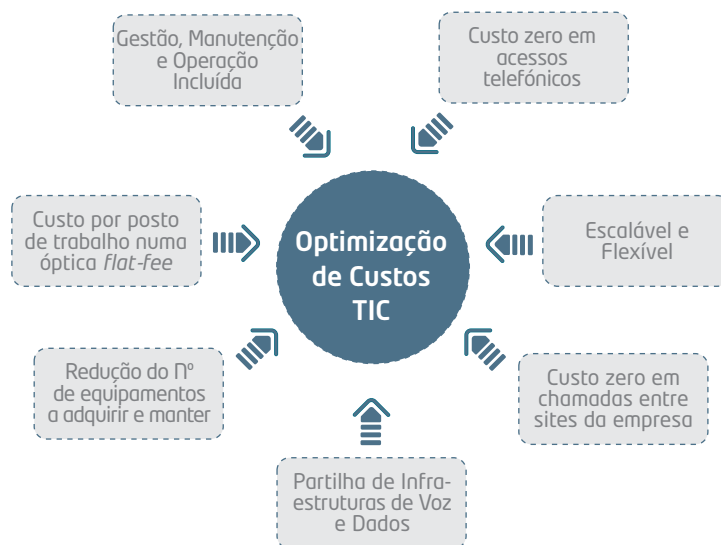 Gestão, Manutenção
e Operação
Incluída
Custo zero em
acessos
telefónicos
Custo por posto
de trabalho numa
óptica flat-fee
Optimização
de Custos
TIC
Escalável e
Flexível
Redução do Nº
de equipamentos
a adquirir e manter
Custo zero em
chamadas entre
sites da empresa
Partilha de Infra-
estruturas de Voz
e Dados